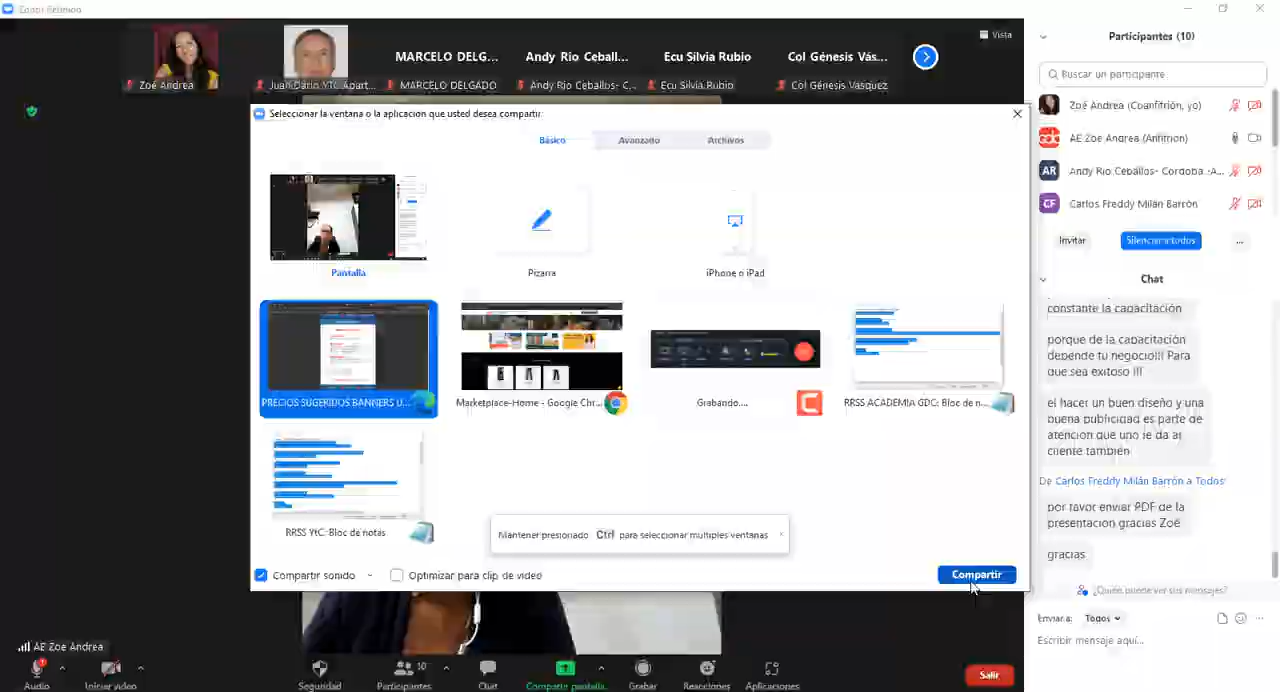 Zoom Reunión
Vista
MARCELO DELG...
Andy Rio Ceball...
Ecu Silvia Rubio
Col Génesis Vás...
Zoé Andrea
Juan Dario YTC Apart...
MARCELO DELGADO
Andy Rio Ceballos- C...
Ecu Silvia Rubio
Col Génesis Vásquez
Participantes (10)
Buscar un participante
Zoé Andrea (Coanfitrión, yo)
AE Zoe Andrea (Anfitrión)
AR
Andy Rio Ceballos- Cordoba -A...
CF
Carlos Freddy Milán Barrón
Invitar
Silenciar a todos
...
Seleccionar la ventana o la aplicación que usted desea compartir
Básico
Avanzado
Archivos
Pantalla
Pizarra
iPhone o iPad
PRECIOS SUGERIDOS BANNERS U...
Marketplace-Home - Google Chr...
Grabando....
RRSS ACADEMIA GDC: Bloc de n...
RRSS YtC: Bloc de notas
Mantener presionado Ctrl para seleccionar múltiples ventanas
Compartir sonido
Optimizar para clip de video
Compartir
Chat
constante la capacitación
porque de la capacitación
depende tu negocio!!! Para
que sea exitoso !!!
el hacer un buen diseño y una
buena publicidad es parte de
atención que uno le da al
cliente también
De Carlos Freddy Milán Barrón a Todos
por favor enviar PDF de la
presentación gracias Zoé
gracias
¿Quién puede ver sus mensajes?
Enviar a: Todos
Escribir mensaje aquí...
AE Zoe Andrea
Audio
Iniciar video
Seguridad
10
Participantes
Chat
Compartir pantalla
Grabar
Reacciones
Aplicaciones
Salir